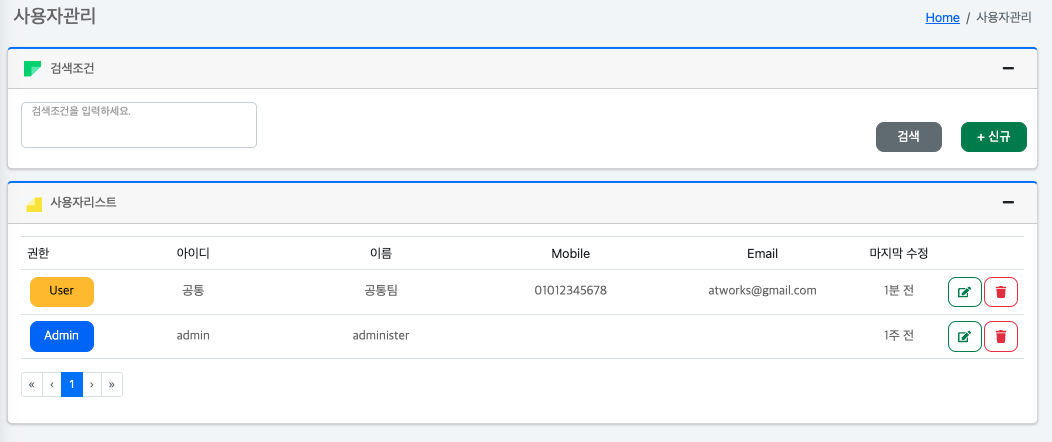 사용자관리
Home / 사용자관리
검색조건
검색조건을 입력하세요.
검색 + 신규
사용자리스트
권한 아이디 이름 Mobile Email 마지막 수정
User 공통 공통팀 01012345678 atworks@gmail.com 1분 전
Admin admin administer 1주 전
« ‹ 1 › »